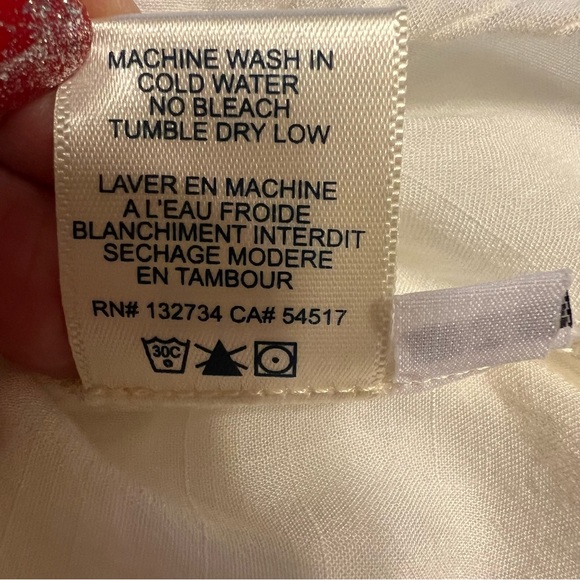 MACHINE WASH IN
COLD WATER
NO BLEACH
TUMBLE DRY LOW
LAVER EN MACHINE
A L'EAU FROIDE
BLANCHIMENT INTERDIT
SECHAGE MODERE
EN TAMBOUR
RN# 132734 CA# 54517
30C